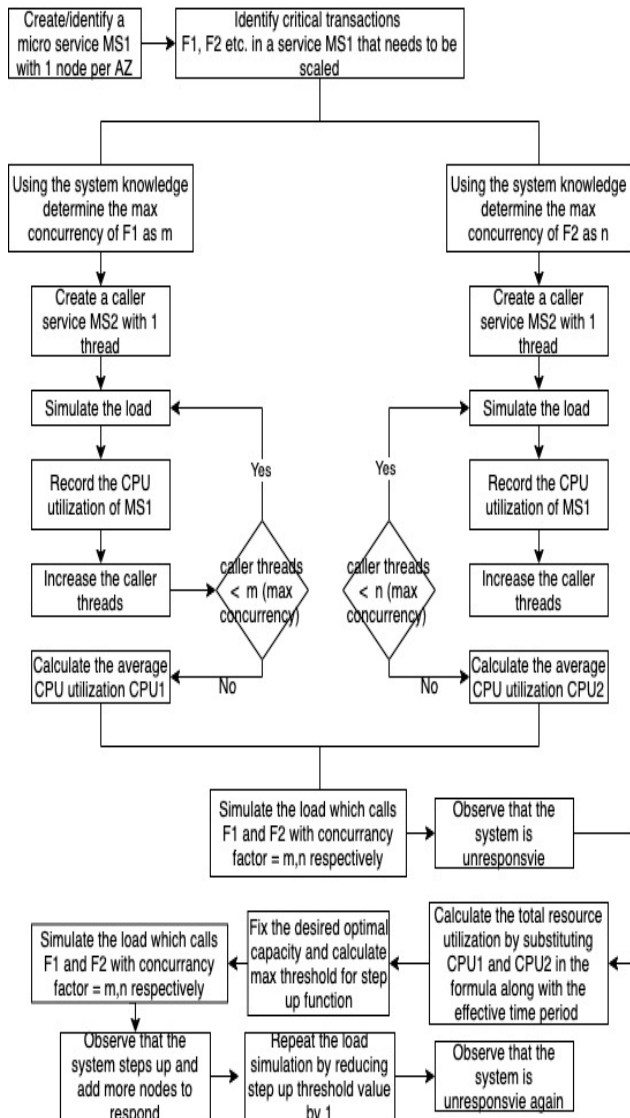 Create/identify a
micro service MS1
with 1 node per AZ
Identify critical transactions
F1, F2 etc. in a service MS1 that needs to be
scaled
Using the system knowledge
determine the max
concurrency of F1 as m
Using the system knowledge
determine the max
concurrency of F2 as n
Create a caller
service MS2 with 1
thread
Create a caller
service MS2 with 1
thread
Simulate the load
Simulate the load
Yes
Yes
Record the CPU
utilization of MS1
Record the CPU
utilization of MS1
Increase the caller
threads
caller threads
< m (max
concurrency)
caller threads
< n (max
concurrency)
Increase the caller
threads
Calculate the average
CPU utilization CPU1
No
No
Calculate the average
CPU utilization CPU2
Simulate the load which calls
F1 and F2 with concurrancy
factor = m,n respectively
Observe that the
system is
unresponsvie
Calculate the total resource
utilization by substituting
CPU1 and CPU2 in the
formula along with the
effective time period
Fix the desired optimal
capacity and calculate
max threshold for step
up function
Simulate the load which calls
F1 and F2 with concurrancy
factor = m,n respectively
Observe that the
system steps up and
add more nodes to
respond
Repeat the load
simulation by reducing
step up threshold value
by 1
Observe that the
system is
unresponsvie again